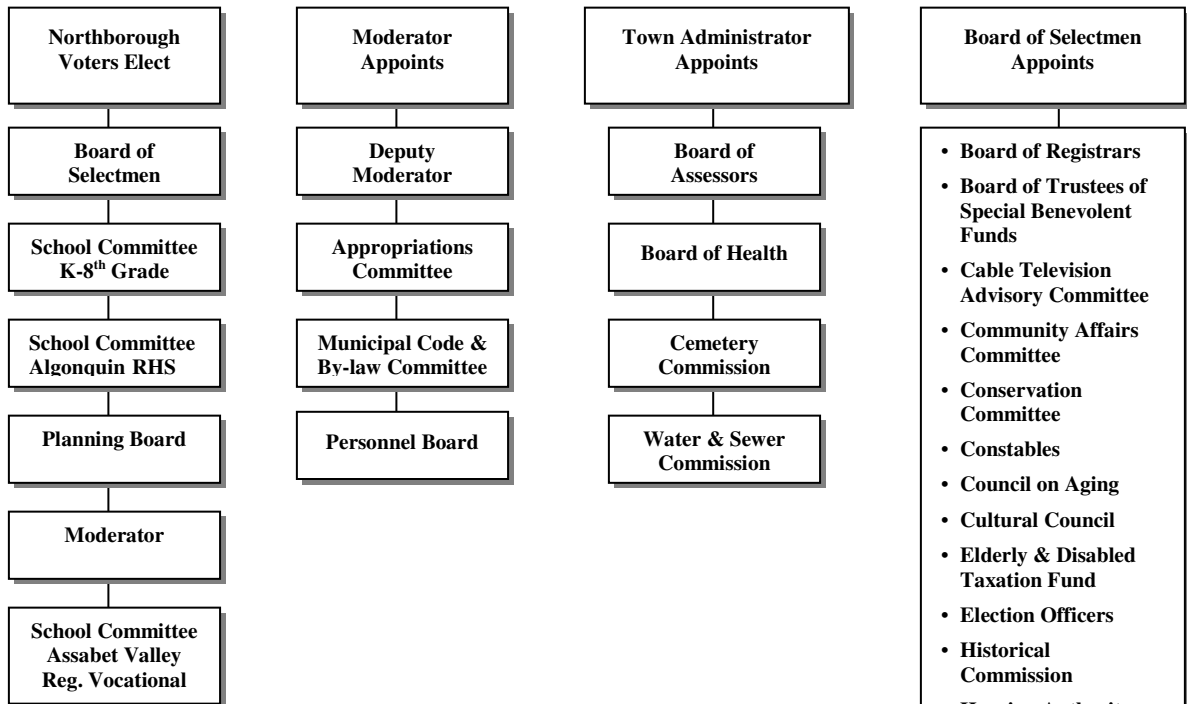 Northborough
Voters Elect
Board of
Selectmen
School Committee
K-8th Grade
School Committee
Algonquin RHS
Planning Board
Moderator
School Committee
Assabet Valley
Reg. Vocational
Moderator
Appoints
Deputy
Moderator
Appropriations
Committee
Municipal Code &
By-law Committee
Personnel Board
Town Administrator
Appoints
Board of
Assessors
Board of Health
Cemetery
Commission
Water & Sewer
Commission
Board of Selectmen
Appoints
• Board of Registrars
• Board of Trustees of
Special Benevolent
Funds
• Cable Television
Advisory Committee
• Community Affairs
Committee
• Conservation
Committee
• Constables
• Council on Aging
• Cultural Council
• Elderly & Disabled
Taxation Fund
• Election Officers
• Historical
Commission